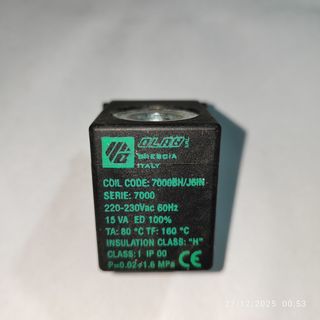 OLAB
BRESCIA
ITALY
COIL CODE: 7000BH/J6IN
SERIE: 7000
220-230Vac 60Hz
15 VA ED 100%
TA: 80 °C TF: 160 °C
INSULATION CLASS: "H"
CLASS: I IP 00
P=0.02÷1.6 MPa
CE
27/12/2025 00:53